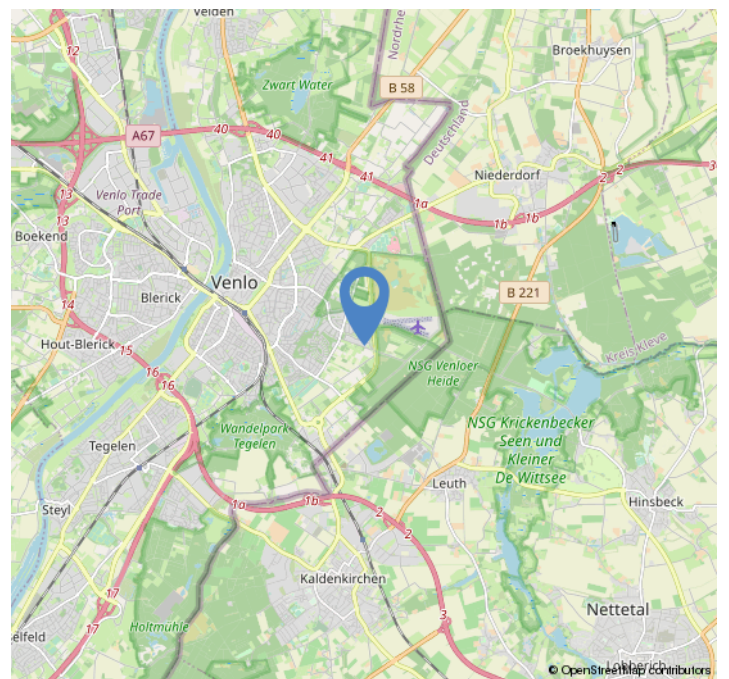 Velden
12
Zwart Water
Nordrhe
Broekhuysen
B 58
A67
40
40
41
41
Deutschland
Niederdorf
2
2
3
13
13
Venlo Trade
Port
1a
1b
1b
Boekend
Venlo
Blerick
B 221
14
Hout-Blerick
15
16
16
Kreis Kleve
NSG Venloer
Heide
Wandelpark
Tegelen
NSG Krickenbecker
Seen und
Kleiner
De Wittsee
Tegelen
Leuth
Hinsbeck
Steyl
1a
1b
2
2
Kaldenkirchen
17
17
3
Holtmühle
Nettetal
elfeld
Lobberich
© OpenStreetMap contributors